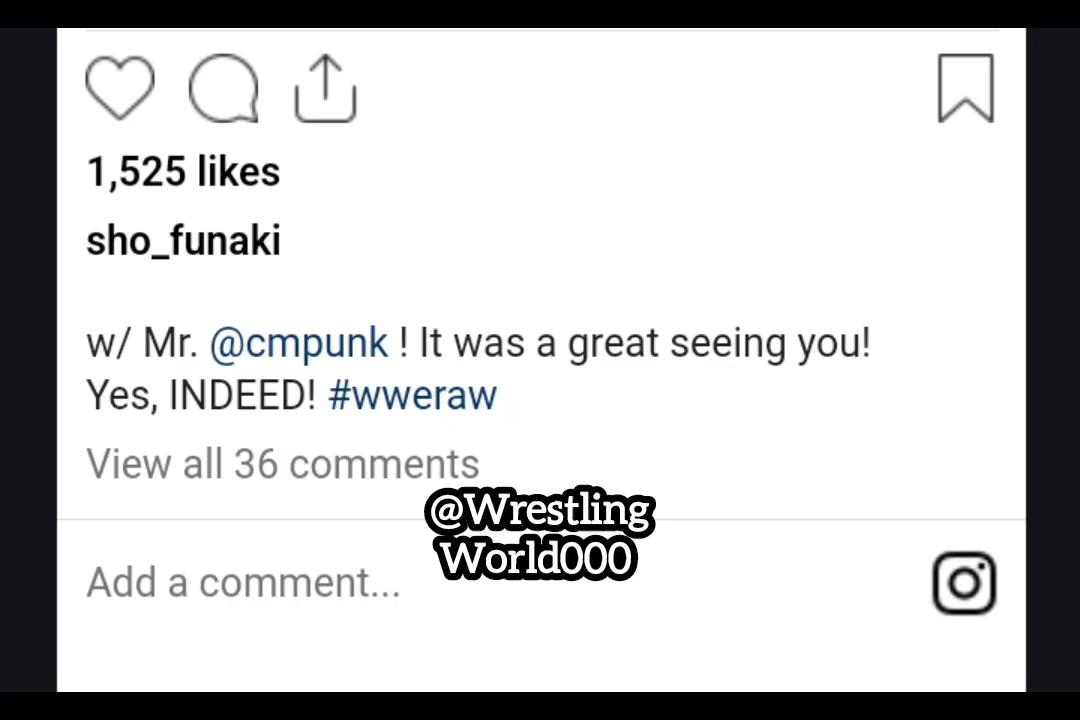 1,525 likes
sho_funaki
w/ Mr. @cmpunk ! It was a great seeing you!
Yes, INDEED! #wweraw
View all 36 comments
@Wrestling
World000
Add a comment...